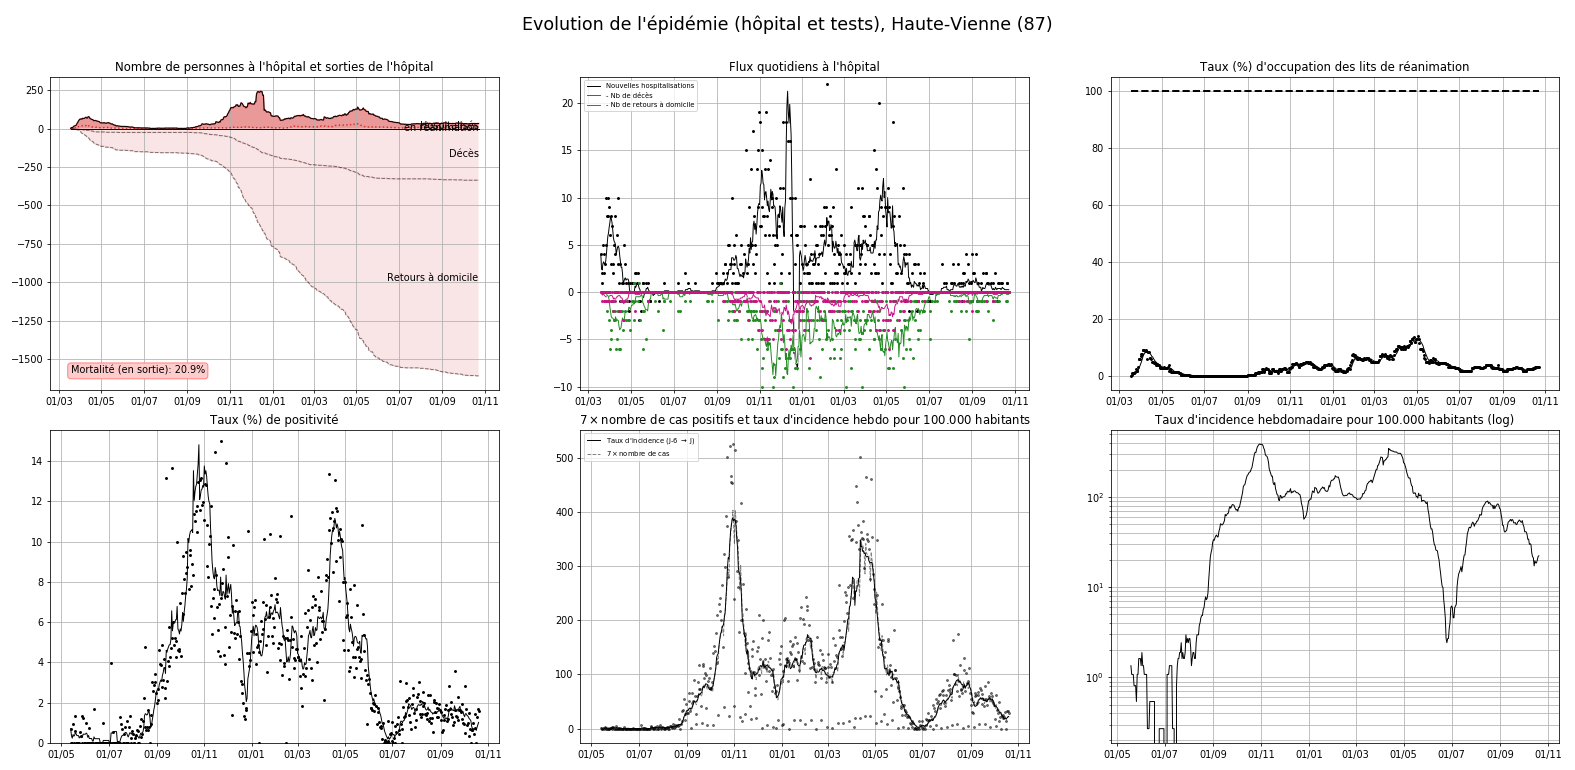 Evolution de l'épidémie (hôpital et tests), Haute-Vienne (87)
Nombre de personnes à l'hôpital et sorties de l'hôpital
250
0
−250
−500
−750
−1000
−1250
−1500
en réanimation
Décès
Retours à domicile
Mortalité (en sortie): 20.9%
01/03 01/05 01/07 01/09 01/11 01/01 01/03 01/05 01/07 01/09 01/11
Flux quotidiens à l'hôpital
Nouvelles hospitalisations
- Nb de décès
- Nb de retours à domicile
20
15
10
5
0
−5
−10
01/03 01/05 01/07 01/09 01/11 01/01 01/03 01/05 01/07 01/09 01/11
Taux (%) d'occupation des lits de réanimation
100
80
60
40
20
0
01/03 01/05 01/07 01/09 01/11 01/01 01/03 01/05 01/07 01/09 01/11
Taux (%) de positivité
14
12
10
8
6
4
2
0
01/05 01/07 01/09 01/11 01/01 01/03 01/05 01/07 01/09 01/11
7 × nombre de cas positifs et taux d'incidence hebdo pour 100.000 habitants
Taux d'incidence (J-6 → J)
7 × nombre de cas
500
400
300
200
100
0
01/05 01/07 01/09 01/11 01/01 01/03 01/05 01/07 01/09 01/11
Taux d'incidence hebdomadaire pour 100.000 habitants (log)
10²
10¹
10⁰
01/05 01/07 01/09 01/11 01/01 01/03 01/05 01/07 01/09 01/11